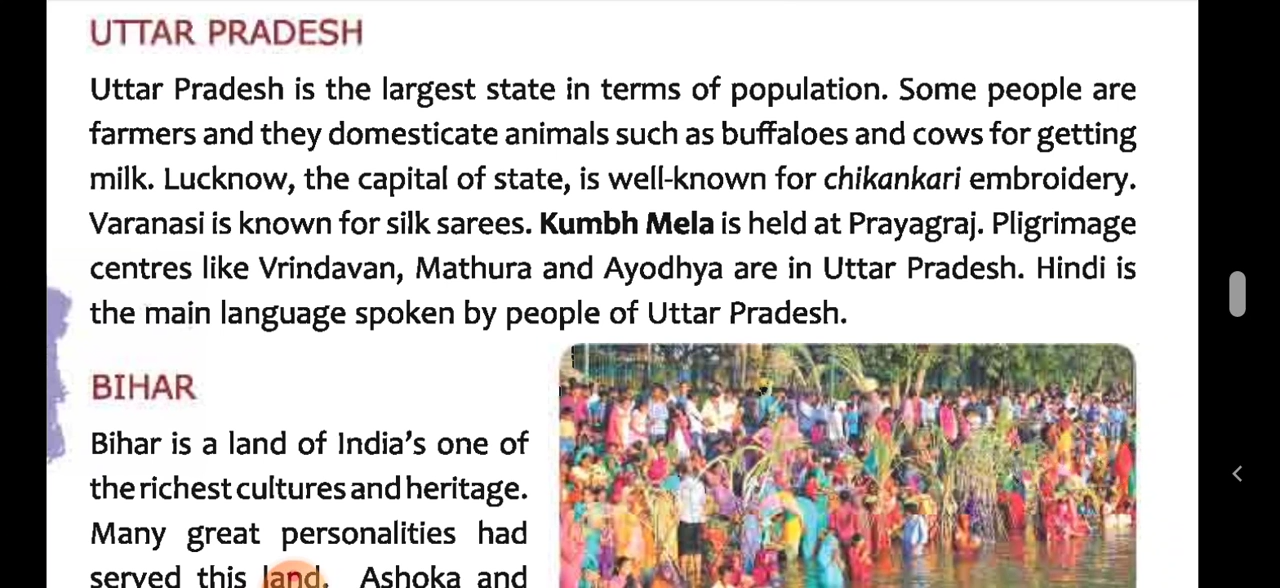 UTTAR PRADESH
Uttar Pradesh is the largest state in terms of population. Some people are
farmers and they domesticate animals such as buffaloes and cows for getting
milk. Lucknow, the capital of state, is well-known for chikankari embroidery.
Varanasi is known for silk sarees. Kumbh Mela is held at Prayagraj. Pligrimage
centres like Vrindavan, Mathura and Ayodhya are in Uttar Pradesh. Hindi is
the main language spoken by people of Uttar Pradesh.
BIHAR
Bihar is a land of India's one of
the richest cultures and heritage.
Many great personalities had
served this land. Ashoka and